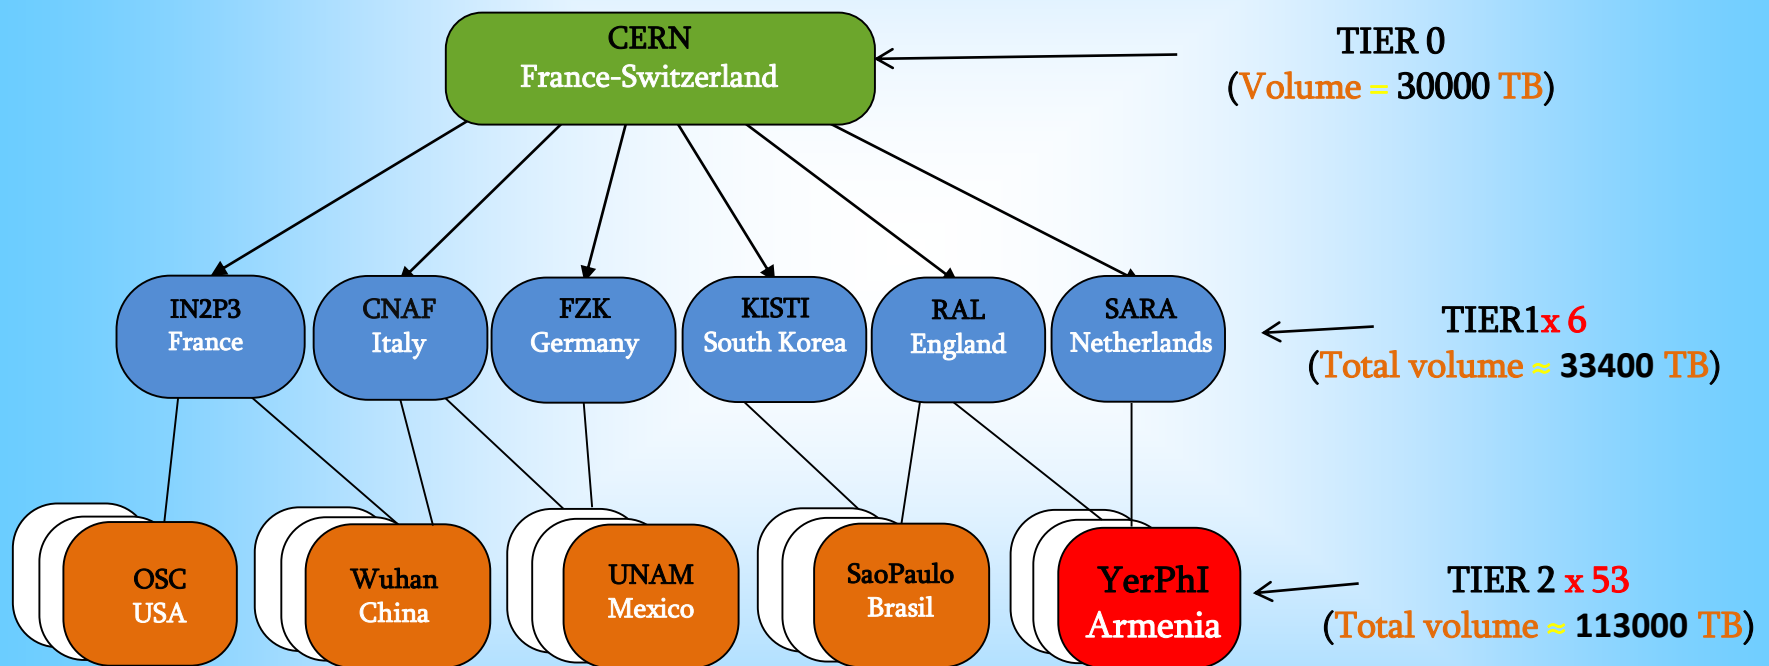 CERN
France-Switzerland
TIER 0
(Volume = 30000 TB)
IN2P3
France
CNAF
Italy
FZK
Germany
KISTI
South Korea
RAL
England
SARA
Netherlands
TIER1x 6
(Total volume ≈ 33400 TB)
OSC
USA
Wuhan
China
UNAM
Mexico
SaoPaulo
Brasil
YerPhI
Armenia
TIER 2 x 53
(Total volume ≈ 113000 TB)